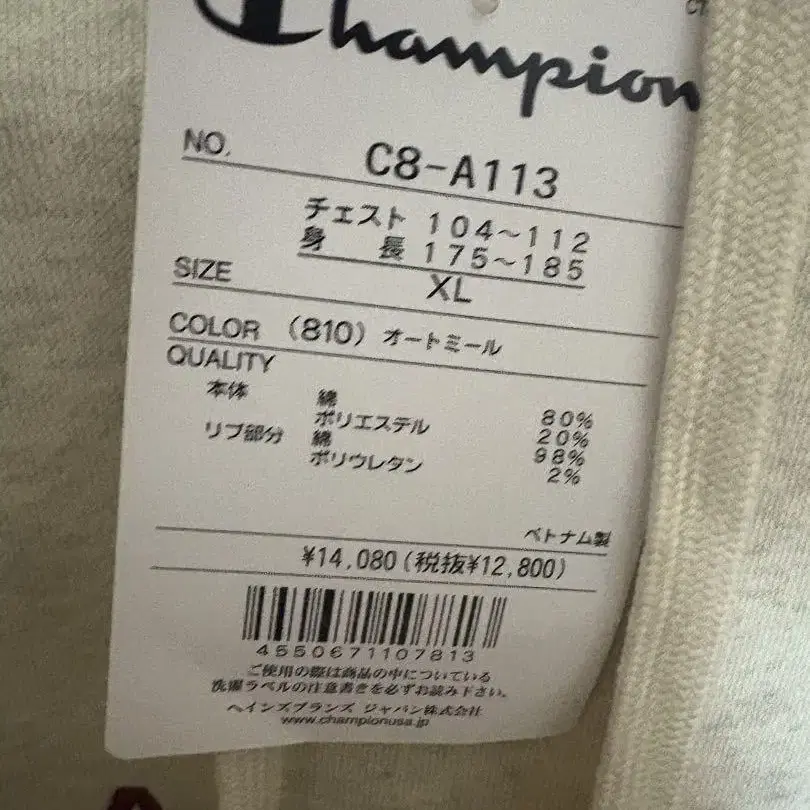 Champion
NO.
C8-A113
チェスト 104~112
身 長 175~185
SIZE XL
COLOR (810) オートミール
QUALITY
本体 綿 80%
ポリエステル 20%
リブ部分 綿 98%
ポリウレタン 2%
ベトナム製
¥14,080(税抜¥12,800)
4550671107813
ご使用の際は商品の中についている
洗濯ラベルの注意書きを必ずお読み下さい。
ヘインズブランズ ジャパン株式会社
www.championusa.jp